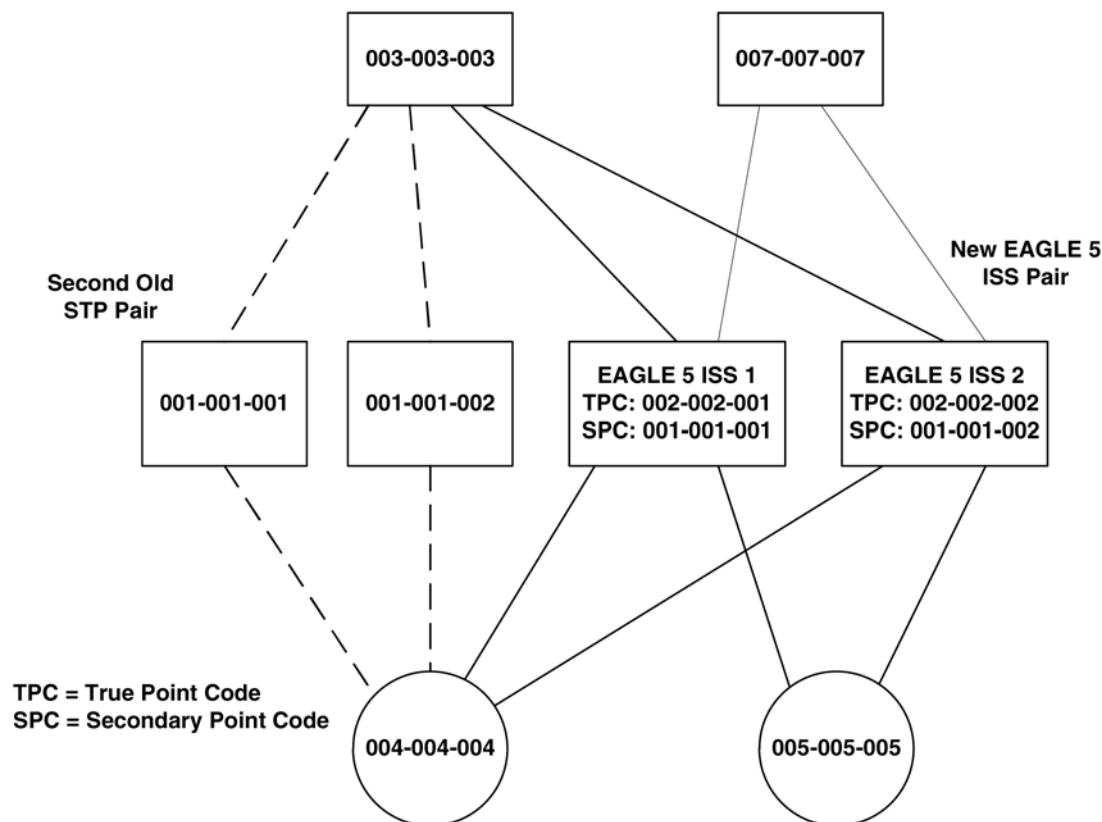 003-003-003
007-007-007
Second Old
STP Pair
New EAGLE 5
ISS Pair
001-001-001
001-001-002
EAGLE 5 ISS 1
TPC: 002-002-001
SPC: 001-001-001
EAGLE 5 ISS 2
TPC: 002-002-002
SPC: 001-001-002
TPC = True Point Code
SPC = Secondary Point Code
004-004-004
005-005-005